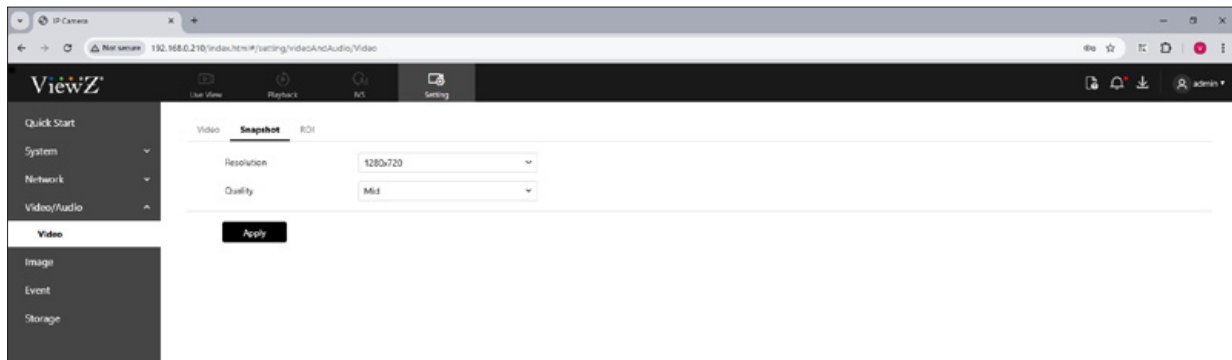 IP Camera
Not secure 192.168.0.210/index.html#/setting/videoAndAudio/Video
ViewZ
Live View Playback IVS Setting
admin
Quick Start
System
Network
Video/Audio
Video
Image
Event
Storage
Video Snapshot ROI
Resolution 1280x720
Quality Mid
Apply